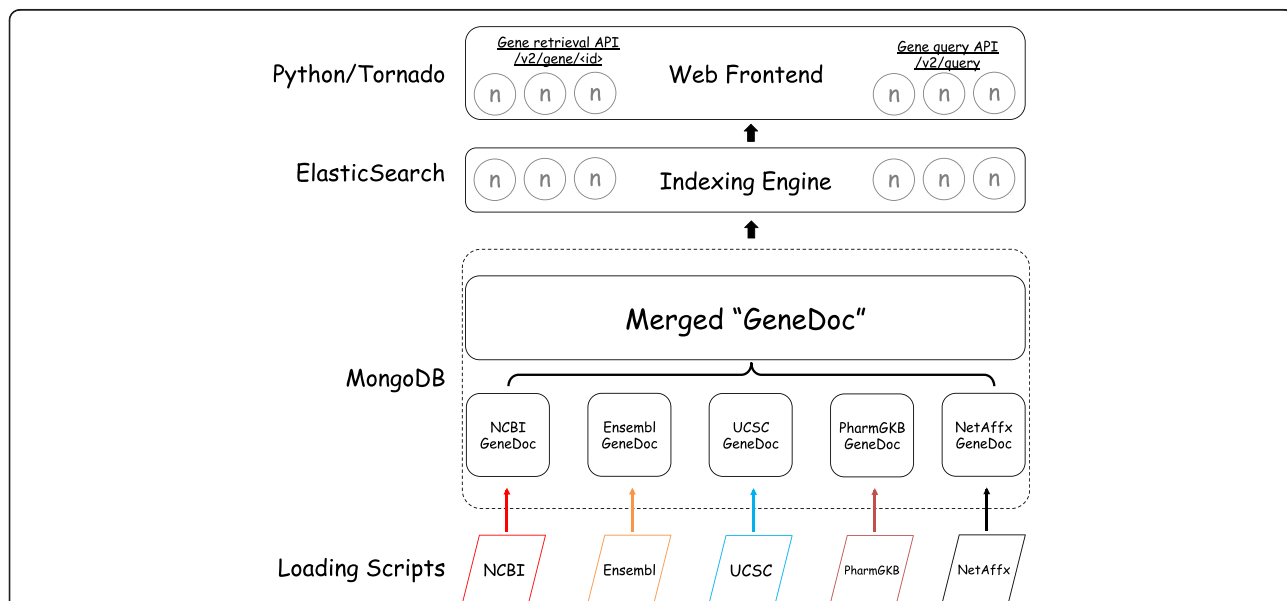 Gene retrieval API
/v2/gene/<id>
Gene query API
/v2/query
Python/Tornado
Web Frontend
n n n n n n
ElasticSearch
n n n Indexing Engine n n n
Merged “GeneDoc”
MongoDB
NCBI
GeneDoc
Ensembl
GeneDoc
UCSC
GeneDoc
PharmGKB
GeneDoc
NetAffx
GeneDoc
Loading Scripts
NCBI
Ensembl
UCSC
PharmGKB
NetAffx